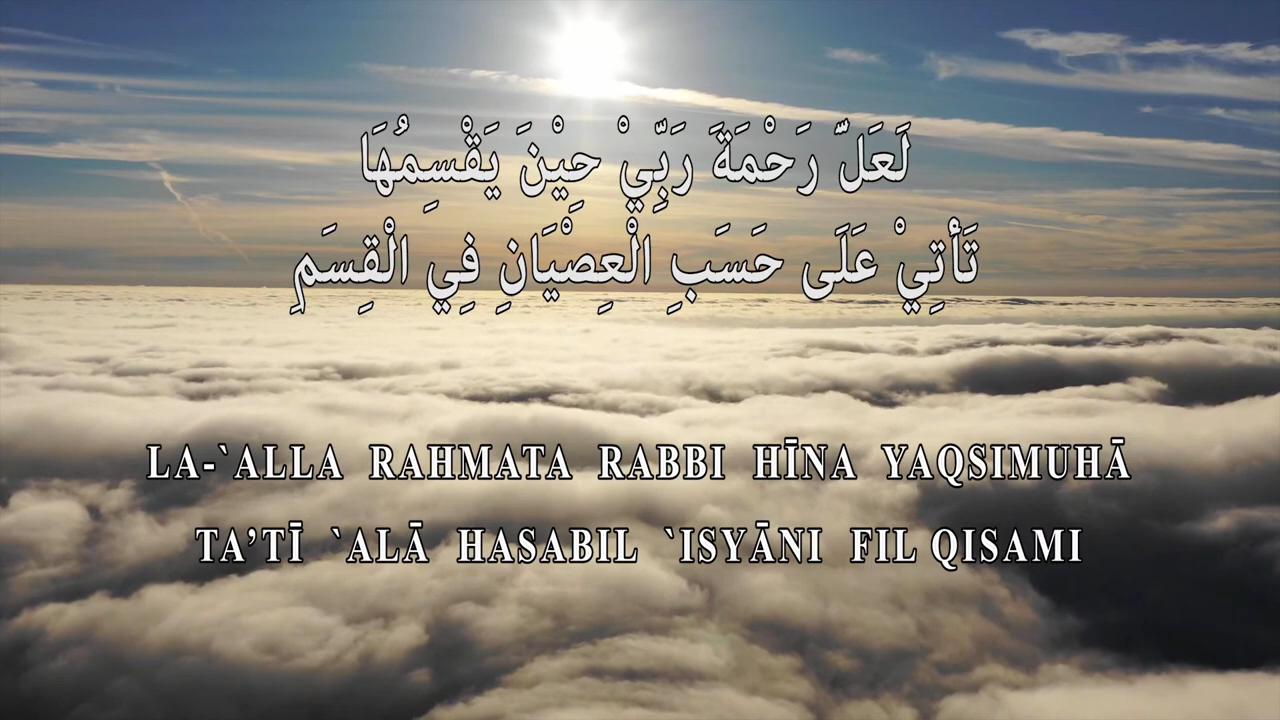 لَعَلَّ رَحْمَةَ رَبِّيْ حِيْنَ يَقْسِمُهَا
تَأْتِيْ عَلَى حَسَبِ الْعِصْيَانِ فِي الْقِسَمِ
LA-`ALLA RAHMATA RABBI HĪNA YAQSIMUHĀ
TA’TĪ `ALĀ HASABIL `ISYĀNI FIL QISAMI